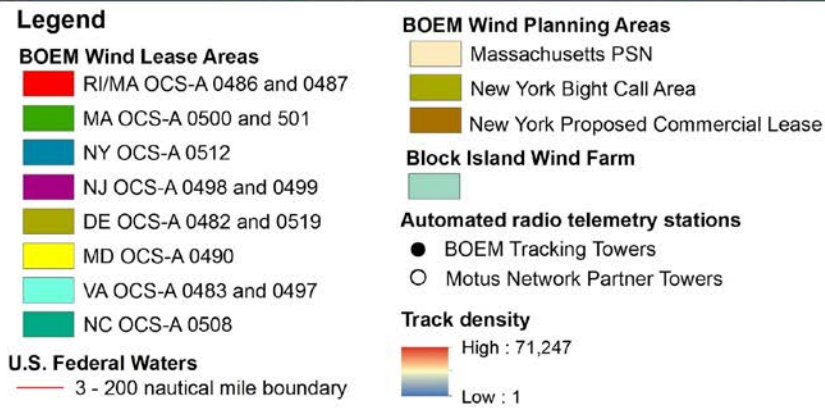 Legend
BOEM Wind Lease Areas
RI/MA OCS-A 0486 and 0487
MA OCS-A 0500 and 501
NY OCS-A 0512
NJ OCS-A 0498 and 0499
DE OCS-A 0482 and 0519
MD OCS-A 0490
VA OCS-A 0483 and 0497
NC OCS-A 0508
U.S. Federal Waters
3 - 200 nautical mile boundary
BOEM Wind Planning Areas
Massachusetts PSN
New York Bight Call Area
New York Proposed Commercial Lease
Block Island Wind Farm
Automated radio telemetry stations
BOEM Tracking Towers
Motus Network Partner Towers
Track density
High : 71,247
Low : 1